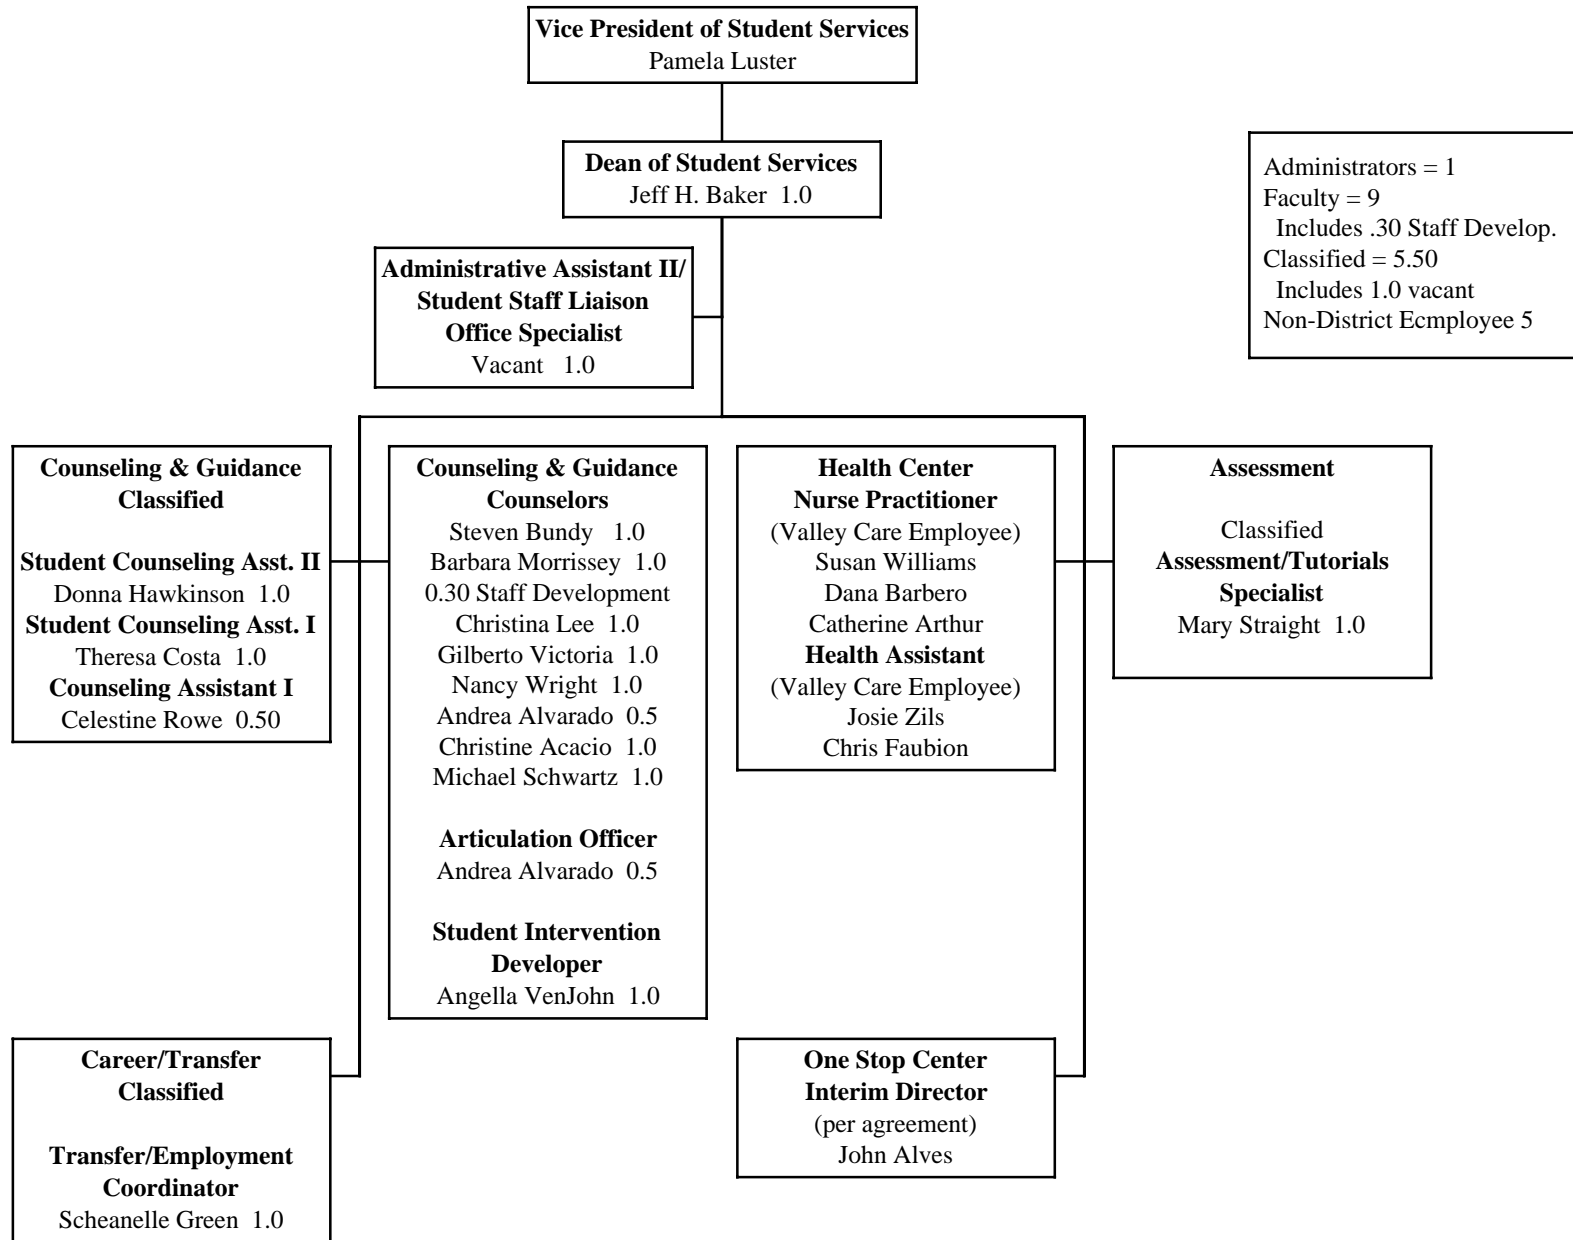 Vice President of Student Services
Pamela Luster
Dean of Student Services
Jeff H. Baker 1.0
Administrators = 1
Faculty = 9
Includes .30 Staff Develop.
Classified = 5.50
Includes 1.0 vacant
Non-District Ecmployee 5
Administrative Assistant II/
Student Staff Liaison
Office Specialist
Vacant 1.0
Counseling & Guidance
Classified
Student Counseling Asst. II
Donna Hawkinson 1.0
Student Counseling Asst. I
Theresa Costa 1.0
Counseling Assistant I
Celestine Rowe 0.50
Counseling & Guidance
Counselors
Steven Bundy 1.0
Barbara Morrissey 1.0
0.30 Staff Development
Christina Lee 1.0
Gilberto Victoria 1.0
Nancy Wright 1.0
Andrea Alvarado 0.5
Christine Acacio 1.0
Michael Schwartz 1.0
Articulation Officer
Andrea Alvarado 0.5
Student Intervention
Developer
Angella VenJohn 1.0
Health Center
Nurse Practitioner
(Valley Care Employee)
Susan Williams
Dana Barbero
Catherine Arthur
Health Assistant
(Valley Care Employee)
Josie Zils
Chris Faubion
Assessment
Classified
Assessment/Tutorials
Specialist
Mary Straight 1.0
Career/Transfer
Classified
Transfer/Employment
Coordinator
Scheanelle Green 1.0
One Stop Center
Interim Director
(per agreement)
John Alves